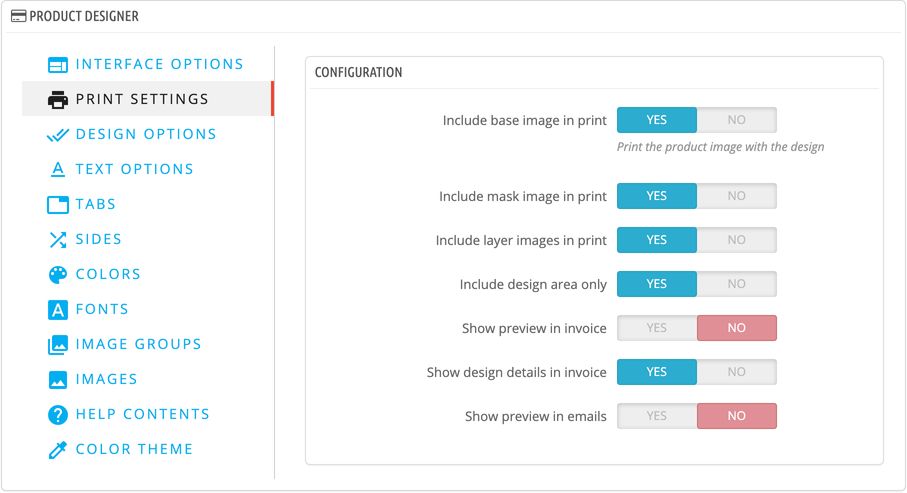 PRODUCT DESIGNER
INTERFACE OPTIONS
PRINT SETTINGS
DESIGN OPTIONS
TEXT OPTIONS
TABS
SIDES
COLORS
FONTS
IMAGE GROUPS
IMAGES
HELP CONTENTS
COLOR THEME
CONFIGURATION
Include base image in print YES NO
Print the product image with the design
Include mask image in print YES NO
Include layer images in print YES NO
Include design area only YES NO
Show preview in invoice YES NO
Show design details in invoice YES NO
Show preview in emails YES NO